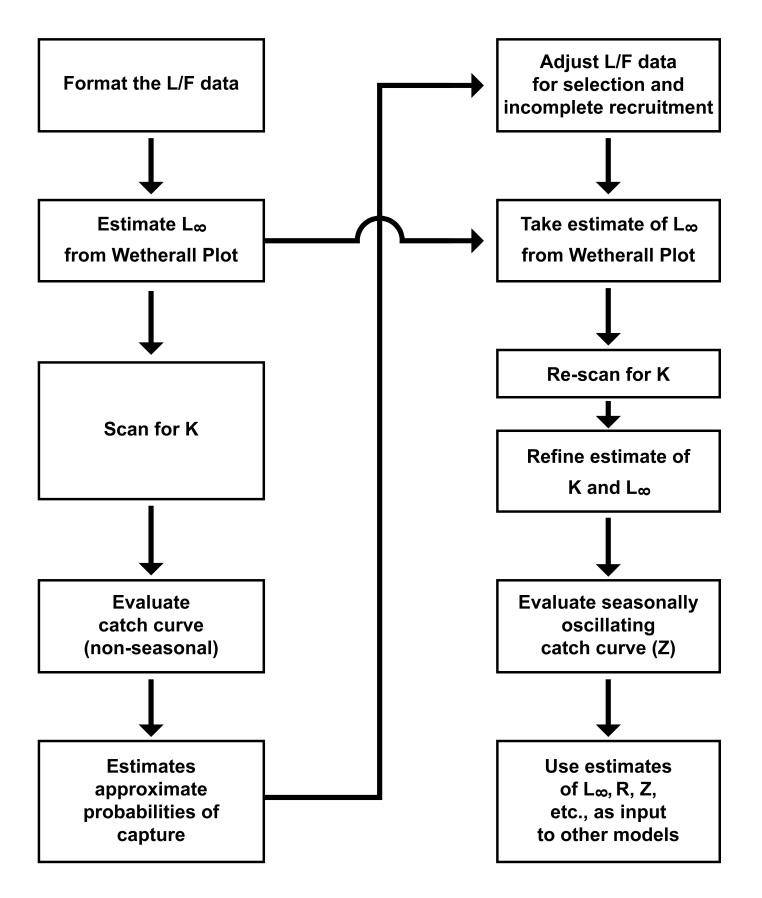 Format the L/F data
Estimate L∞
from Wetherall Plot
Scan for K
Evaluate
catch curve
(non-seasonal)
Estimates
approximate
probabilities of
capture
Adjust L/F data
for selection and
incomplete recruitment
Take estimate of L∞
from Wetherall Plot
Re-scan for K
Refine estimate of
K and L∞
Evaluate seasonally
oscillating
catch curve (Z)
Use estimates
of L∞, R, Z,
etc., as input
to other models